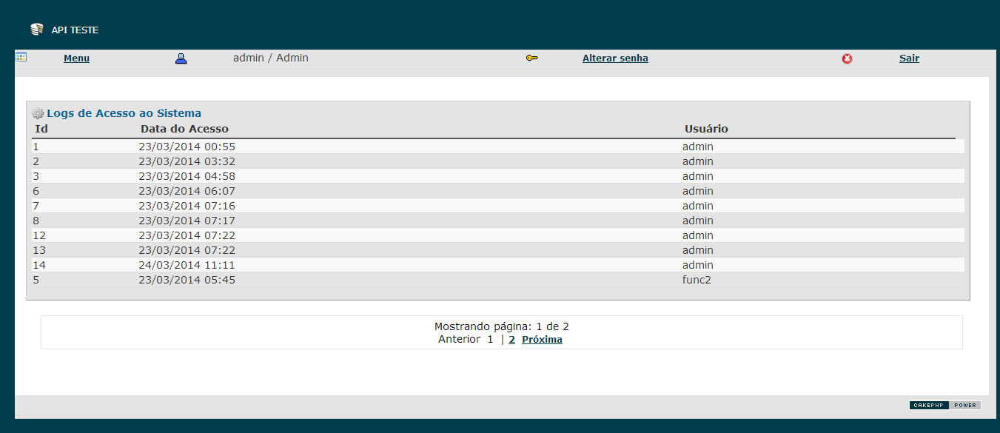 API TESTE
Menu admin / Admin Alterar senha Sair
Logs de Acesso ao Sistema
Id Data do Acesso Usuário
1 23/03/2014 00:55 admin
2 23/03/2014 03:32 admin
3 23/03/2014 04:58 admin
6 23/03/2014 06:07 admin
7 23/03/2014 07:16 admin
8 23/03/2014 07:17 admin
12 23/03/2014 07:22 admin
13 23/03/2014 07:22 admin
14 24/03/2014 11:11 admin
5 23/03/2014 05:45 func2
Mostrando página: 1 de 2
Anterior 1 | 2 Próxima
CAKEPHP POWER